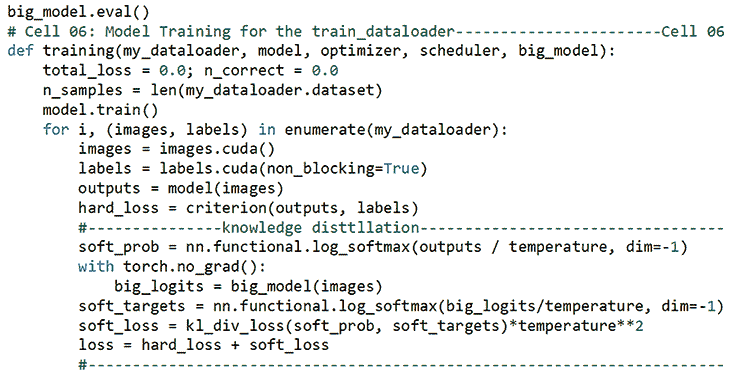 big_model.eval()
# Cell 06: Model Training for the train_dataloader-----------------------Cell 06
def training(my_dataloader, model, optimizer, scheduler, big_model):
    total_loss = 0.0; n_correct = 0.0
    n_samples = len(my_dataloader.dataset)
    model.train()
    for i, (images, labels) in enumerate(my_dataloader):
        images = images.cuda()
        labels = labels.cuda(non_blocking=True)
        outputs = model(images)
        hard_loss = criterion(outputs, labels)
        #---------------knowledge disttllation----------------------------------
        soft_prob = nn.functional.log_softmax(outputs / temperature, dim=-1)
        with torch.no_grad():
            big_logits = big_model(images)
        soft_targets = nn.functional.log_softmax(big_logits/temperature, dim=-1)
        soft_loss = kl_div_loss(soft_prob, soft_targets)*temperature**2
        loss = hard_loss + soft_loss
        #-----------------------------------------------------------------------